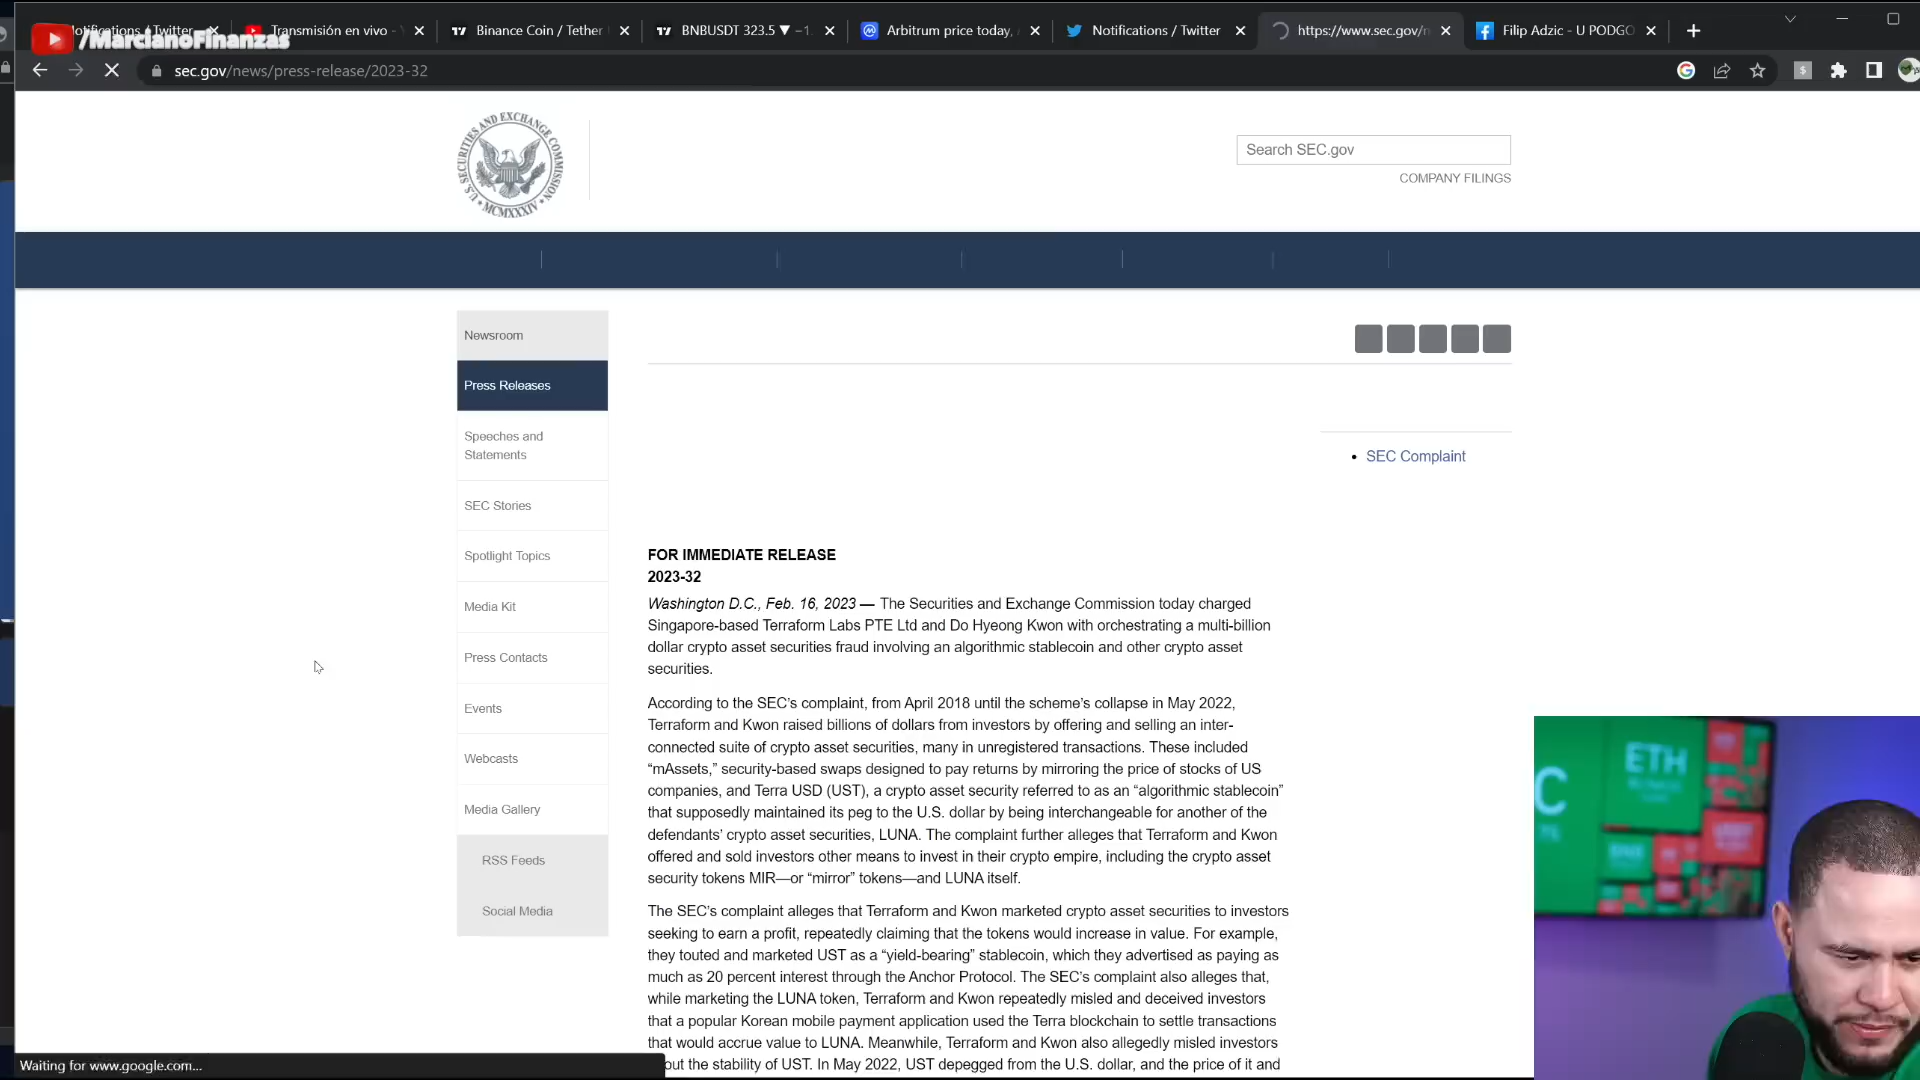 Notifications / Twitter
/MarcianoFinanzas
Transmisión en vivo -
Binance Coin / Tether
BNBUSDT 323.5 ▼ −1.
Arbitrum price today,
Notifications / Twitter
https://www.sec.gov/n
Filip Adzic - U PODGO
sec.gov/news/press-release/2023-32
U.S. SECURITIES AND EXCHANGE COMMISSION
MCMXXXIV
Search SEC.gov
COMPANY FILINGS
Newsroom
Press Releases
Speeches and
Statements
SEC Stories
Spotlight Topics
Media Kit
Press Contacts
Events
Webcasts
Media Gallery
RSS Feeds
Social Media
• SEC Complaint
FOR IMMEDIATE RELEASE
2023-32
Washington D.C., Feb. 16, 2023 — The Securities and Exchange Commission today charged
Singapore-based Terraform Labs PTE Ltd and Do Hyeong Kwon with orchestrating a multi-billion
dollar crypto asset securities fraud involving an algorithmic stablecoin and other crypto asset
securities.
According to the SEC’s complaint, from April 2018 until the scheme’s collapse in May 2022,
Terraform and Kwon raised billions of dollars from investors by offering and selling an inter-
connected suite of crypto asset securities, many in unregistered transactions. These included
“mAssets,” security-based swaps designed to pay returns by mirroring the price of stocks of US
companies, and Terra USD (UST), a crypto asset security referred to as an “algorithmic stablecoin”
that supposedly maintained its peg to the U.S. dollar by being interchangeable for another of the
defendants’ crypto asset securities, LUNA. The complaint further alleges that Terraform and Kwon
offered and sold investors other means to invest in their crypto empire, including the crypto asset
security tokens MIR—or “mirror” tokens—and LUNA itself.
The SEC’s complaint alleges that Terraform and Kwon marketed crypto asset securities to investors
seeking to earn a profit, repeatedly claiming that the tokens would increase in value. For example,
they touted and marketed UST as a “yield-bearing” stablecoin, which they advertised as paying as
much as 20 percent interest through the Anchor Protocol. The SEC’s complaint also alleges that,
while marketing the LUNA token, Terraform and Kwon repeatedly misled and deceived investors
that a popular Korean mobile payment application used the Terra blockchain to settle transactions
that would accrue value to LUNA. Meanwhile, Terraform and Kwon also allegedly misled investors
out the stability of UST. In May 2022, UST depegged from the U.S. dollar, and the price of it and
Waiting for www.google.com...
ETH
C